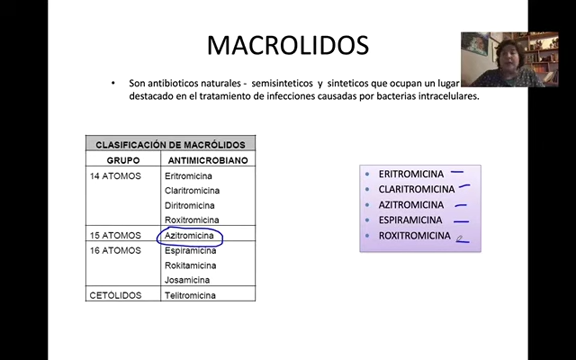 MACROLIDOS
• Son antibioticos naturales - semisinteticos y sinteticos que ocupan un lugar
destacado en el tratamiento de infecciones causadas por bacterias intracelulares.
CLASIFICACIÓN DE MACRÓLIDOS
GRUPO ANTIMICROBIANO
14 ATOMOS Eritromicina
Claritromicina
Diritromicina
Roxitromicina
15 ATOMOS Azitromicina
16 ATOMOS Espiramicina
Rokitamicina
Josamicina
CETÓLIDOS Telitromicina
• ERITROMICINA
• CLARITROMICINA
• AZITROMICINA
• ESPIRAMICINA
• ROXITROMICINA